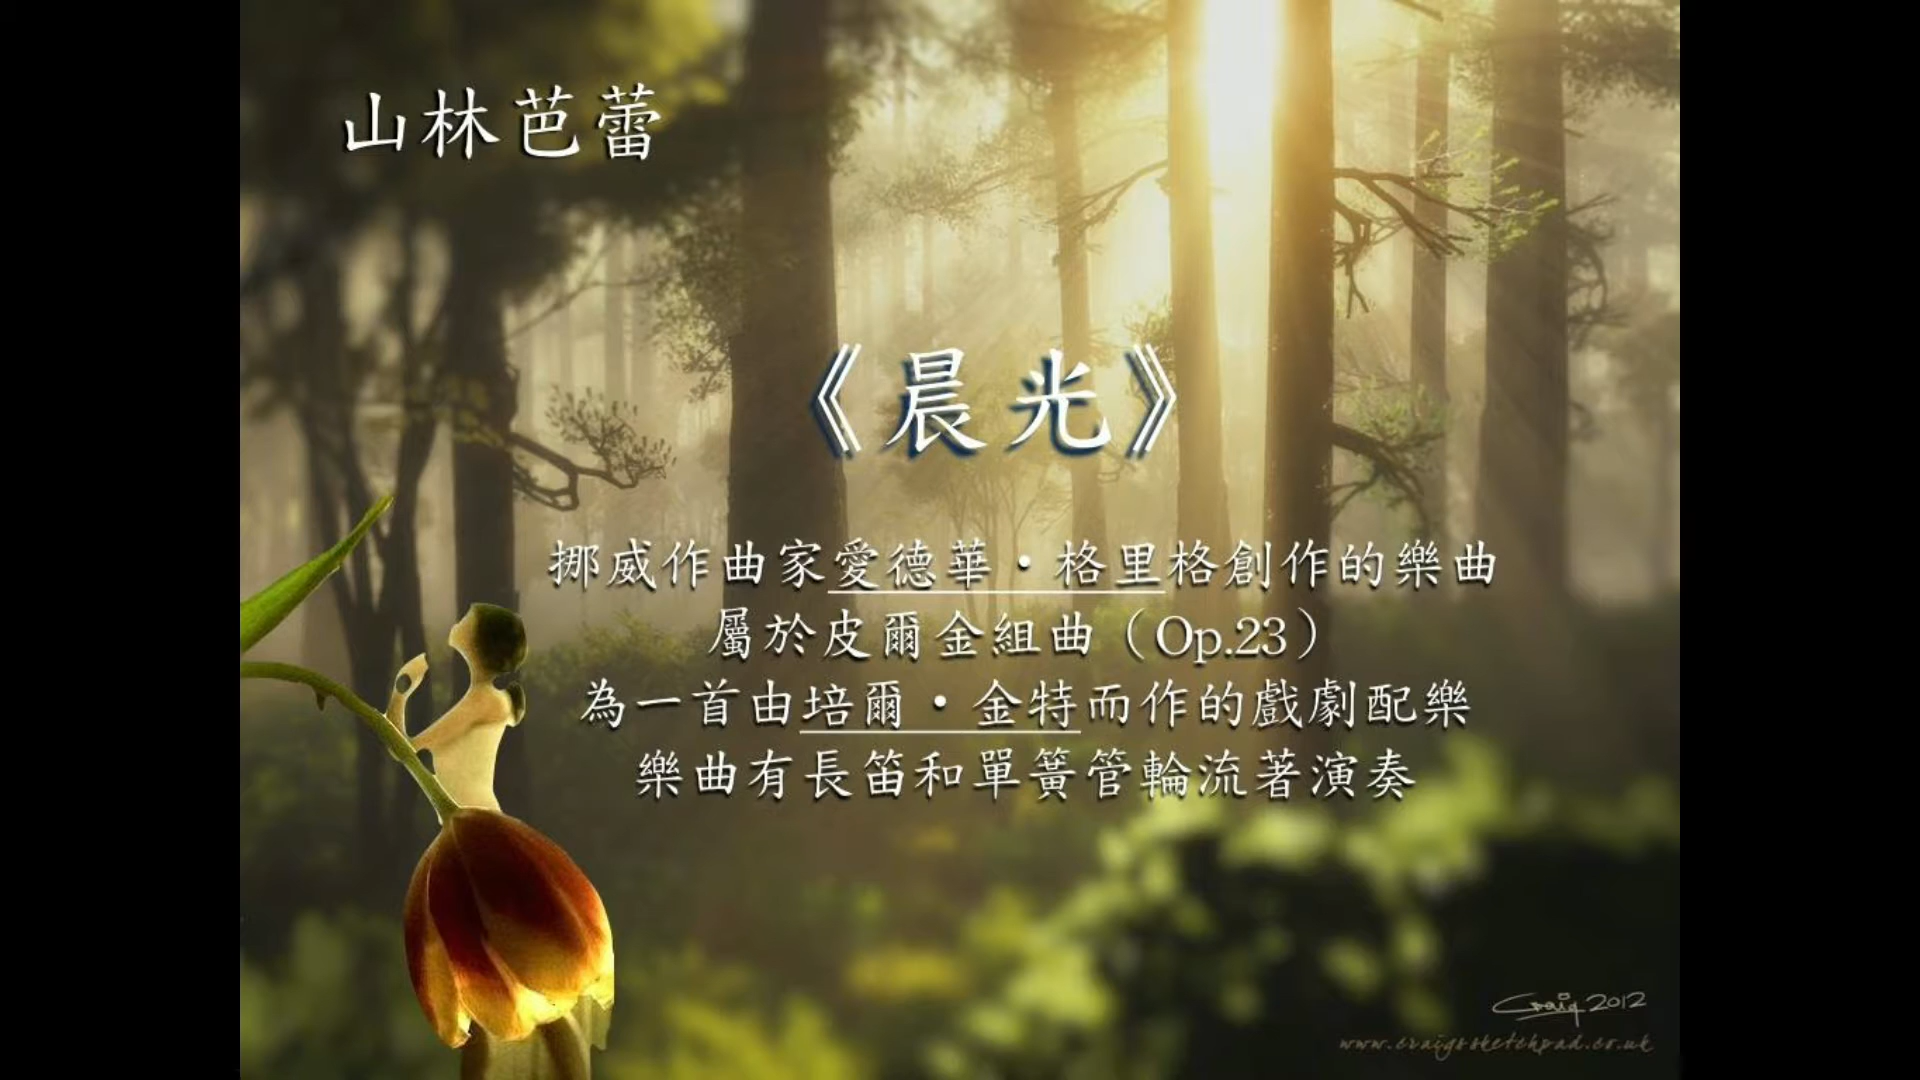 山林芭蕾
《晨光》
挪威作曲家愛德華·格里格創作的樂曲
屬於皮爾金組曲（Op.23）
為一首由培爾·金特而作的戲劇配樂
樂曲有長笛和單簧管輪流著演奏
Craig 2012
www.craigssketchpad.co.uk